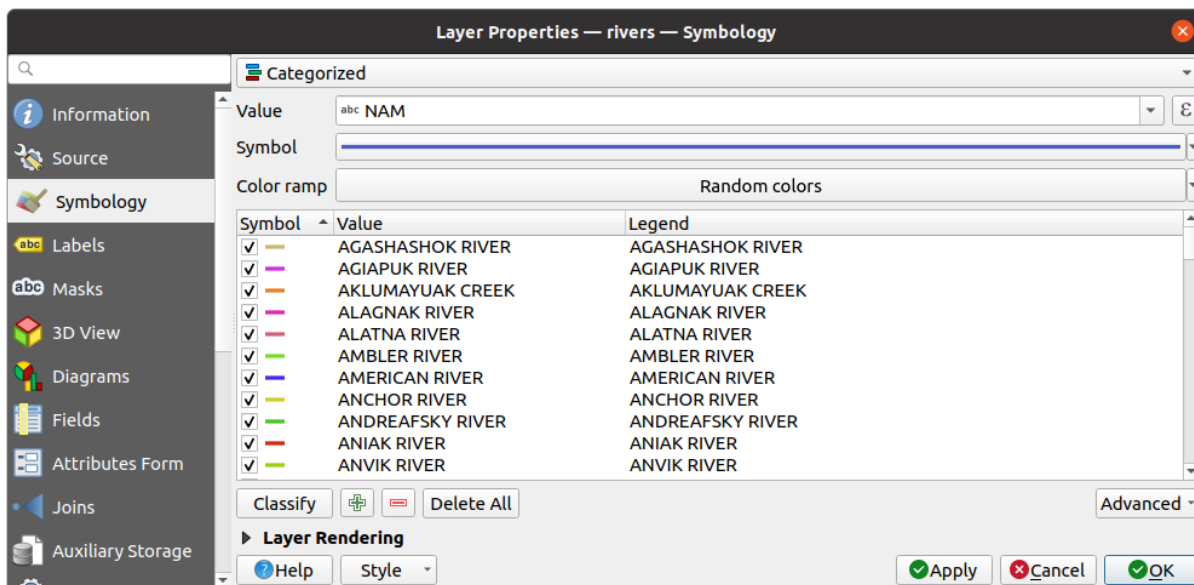 Layer Properties — rivers — Symbology
Information
Source
Symbology
abc Labels
abc Masks
3D View
Diagrams
Fields
Attributes Form
Joins
Auxiliary Storage
Categorized
Value abc NAM ε
Symbol
Color ramp Random colors
Symbol Value Legend
AGASHASHOK RIVER AGASHASHOK RIVER
AGIAPUK RIVER AGIAPUK RIVER
AKLUMAYUAK CREEK AKLUMAYUAK CREEK
ALAGNAK RIVER ALAGNAK RIVER
ALATNA RIVER ALATNA RIVER
AMBLER RIVER AMBLER RIVER
AMERICAN RIVER AMERICAN RIVER
ANCHOR RIVER ANCHOR RIVER
ANDREAFSKY RIVER ANDREAFSKY RIVER
ANIAK RIVER ANIAK RIVER
ANVIK RIVER ANVIK RIVER
Classify Delete All Advanced
Layer Rendering
Help Style Apply Cancel OK